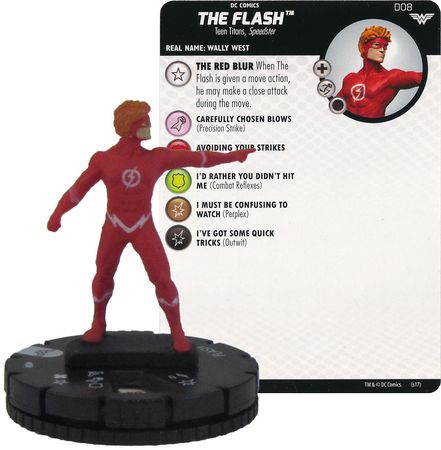 DC COMICS
008
THE FLASH™
Teen Titans, Speedster
REAL NAME: WALLY WEST
THE RED BLUR When The
Flash is given a move action,
he may make a close attack
during the move.
CAREFULLY CHOSEN BLOWS
(Precision Strike)
AVOIDING YOUR STRIKES
I'D RATHER YOU DIDN'T HIT
ME (Combat Reflexes)
I MUST BE CONFUSING TO
WATCH (Perplex)
I'VE GOT SOME QUICK
TRICKS (Outwit)
TM & © DC Comics. (s17)